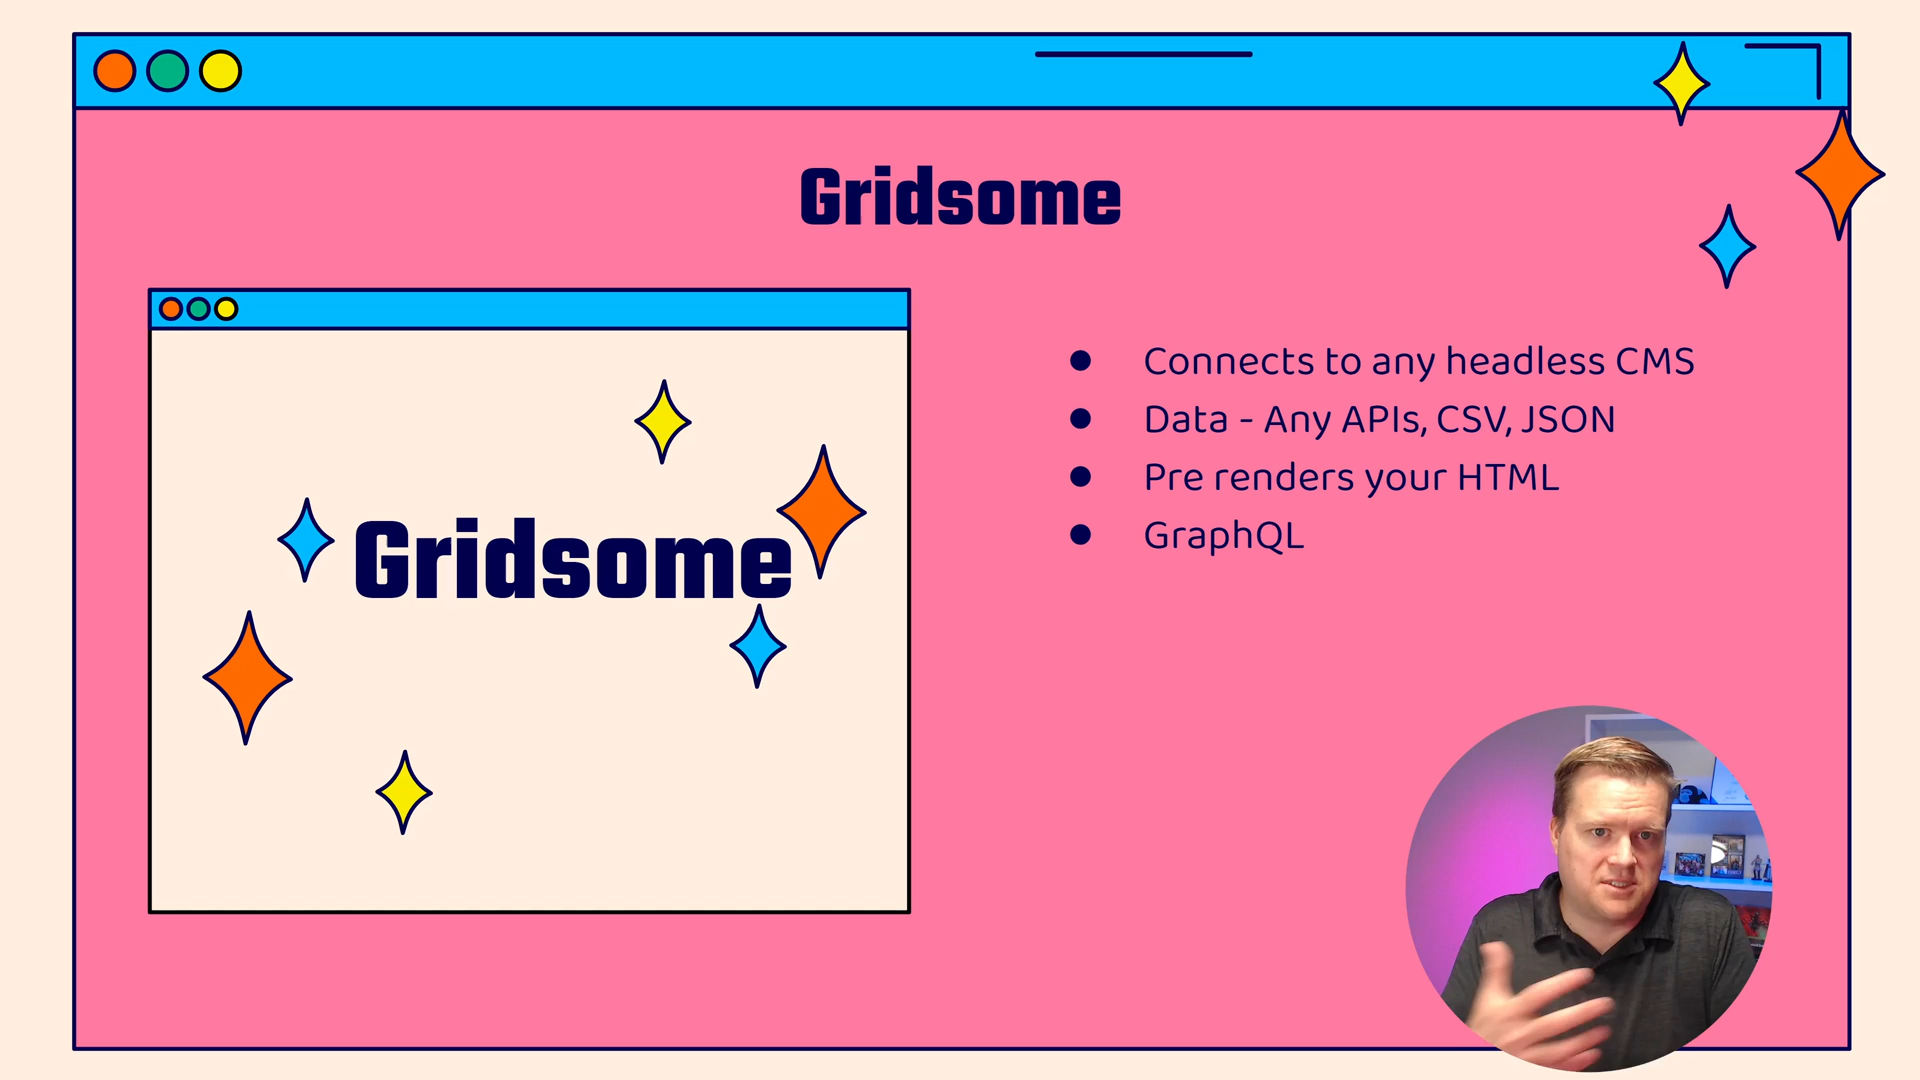 Gridsome
Gridsome
Connects to any headless CMS
Data - Any APIs, CSV, JSON
Pre renders your HTML
GraphQL